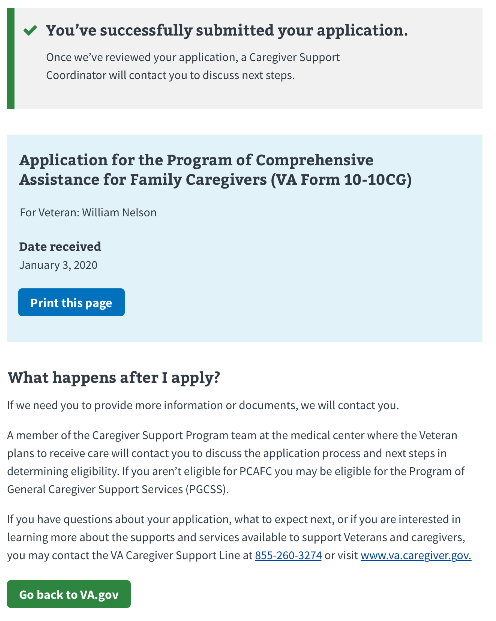 You’ve successfully submitted your application.
Once we’ve reviewed your application, a Caregiver Support
Coordinator will contact you to discuss next steps.
Application for the Program of Comprehensive
Assistance for Family Caregivers (VA Form 10-10CG)
For Veteran: William Nelson
Date received
January 3, 2020
Print this page
What happens after I apply?
If we need you to provide more information or documents, we will contact you.
A member of the Caregiver Support Program team at the medical center where the Veteran
plans to receive care will contact you to discuss the application process and next steps in
determining eligibility. If you aren’t eligible for PCAFC you may be eligible for the Program of
General Caregiver Support Services (PGCSS).
If you have questions about your application, what to expect next, or if you are interested in
learning more about the supports and services available to support Veterans and caregivers,
you may contact the VA Caregiver Support Line at 855-260-3274 or visit www.va.caregiver.gov.
Go back to VA.gov